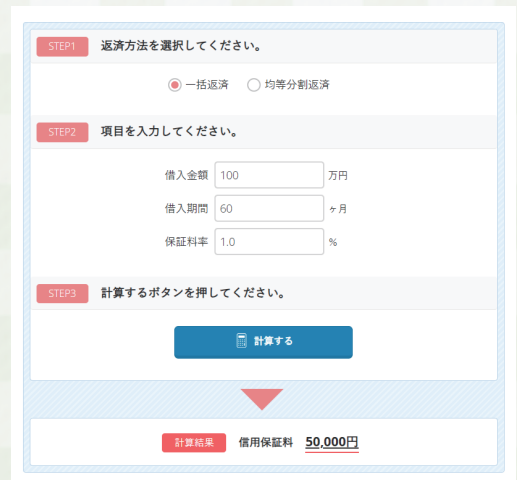 STEP1 返済方法を選択してください。
一括返済 均等分割返済
STEP2 項目を入力してください。
借入金額 100 万円
借入期間 60 ヶ月
保証料率 1.0 %
STEP3 計算するボタンを押してください。
計算する
計算結果 信用保証料 50,000円